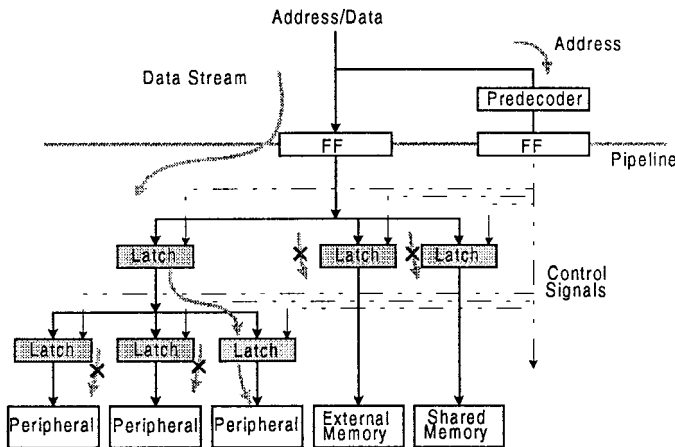 Address/Data
Address
Data Stream
Predecoder
FF
FF
Pipeline
Latch
Latch
Latch
Control
Signals
Latch
Latch
Latch
Peripheral
Peripheral
Peripheral
External
Memory
Shared
Memory